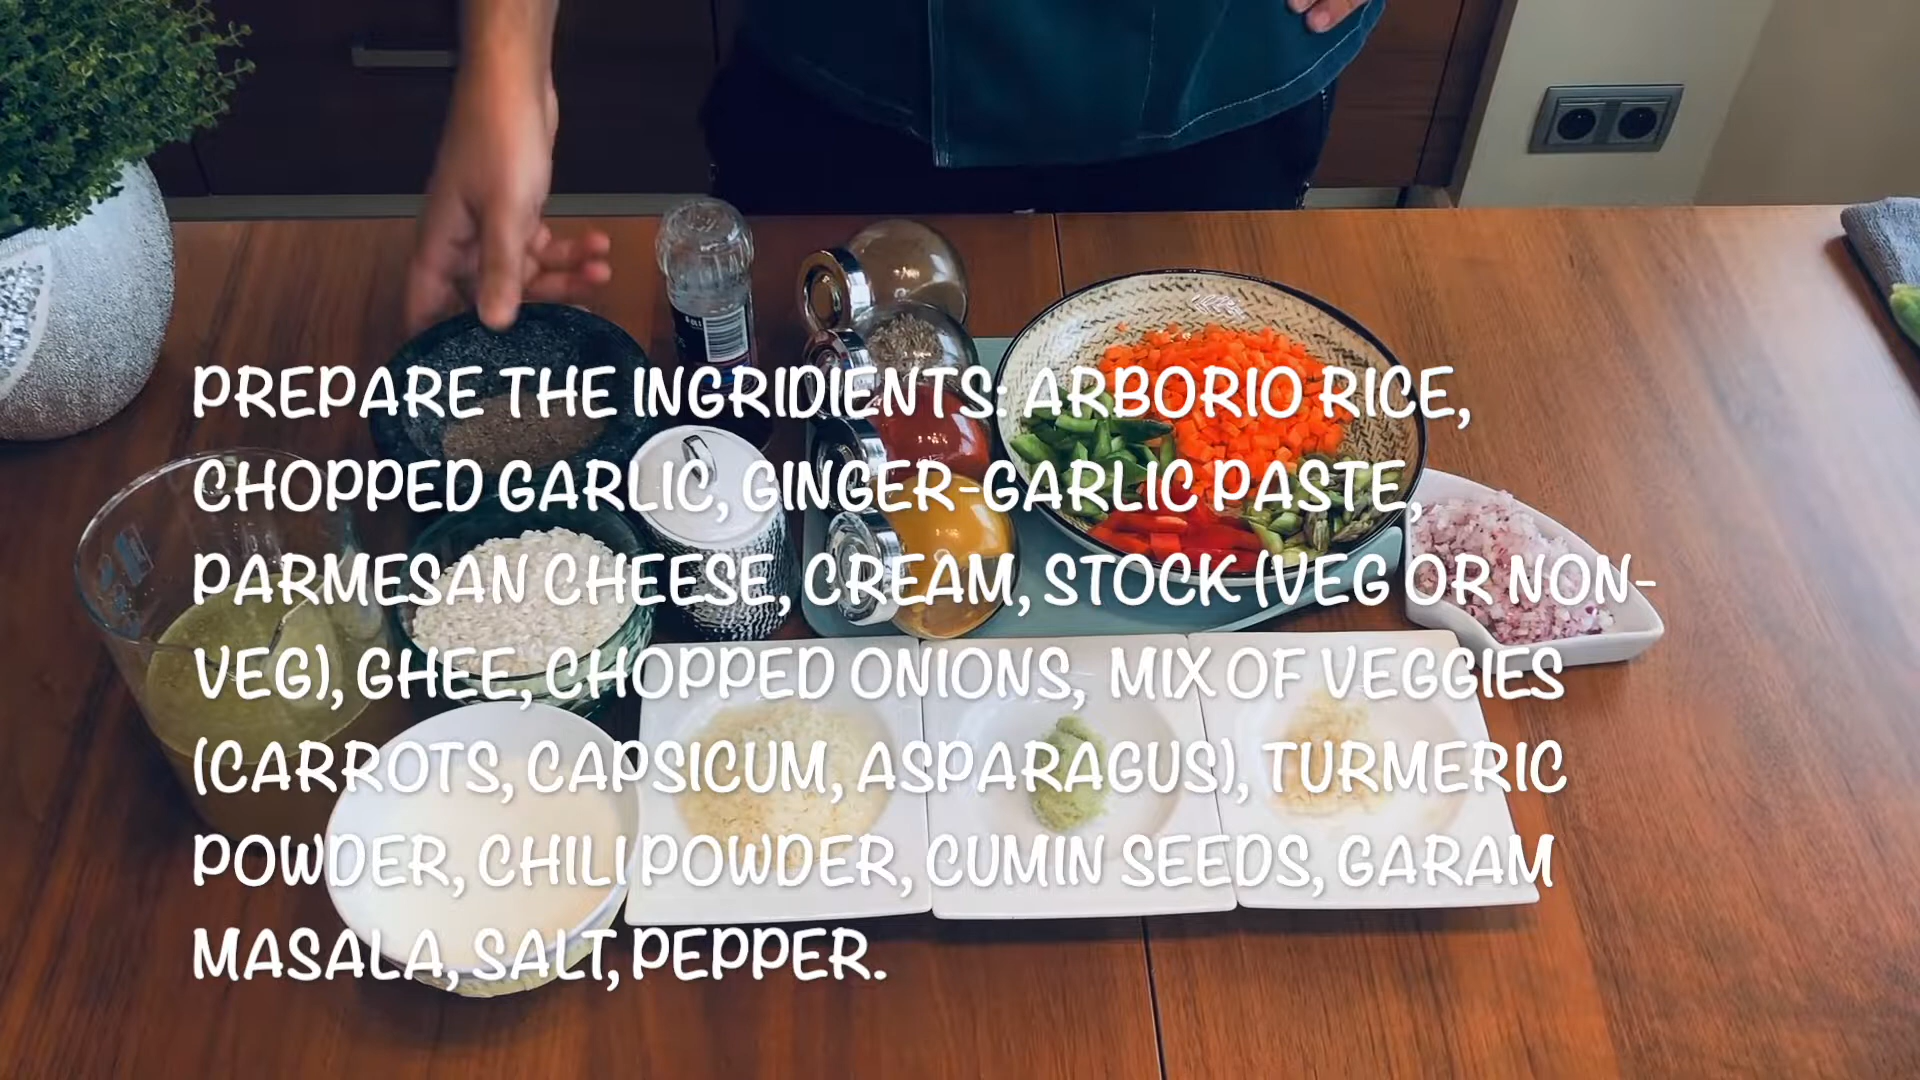 PREPARE THE INGRIDIENTS: ARBORIO RICE,
CHOPPED GARLIC, GINGER-GARLIC PASTE,
PARMESAN CHEESE, CREAM, STOCK (VEG OR NON-
VEG), GHEE, CHOPPED ONIONS, MIX OF VEGGIES
(CARROTS, CAPSICUM, ASPARAGUS), TURMERIC
POWDER, CHILI POWDER, CUMIN SEEDS, GARAM
MASALA, SALT, PEPPER.